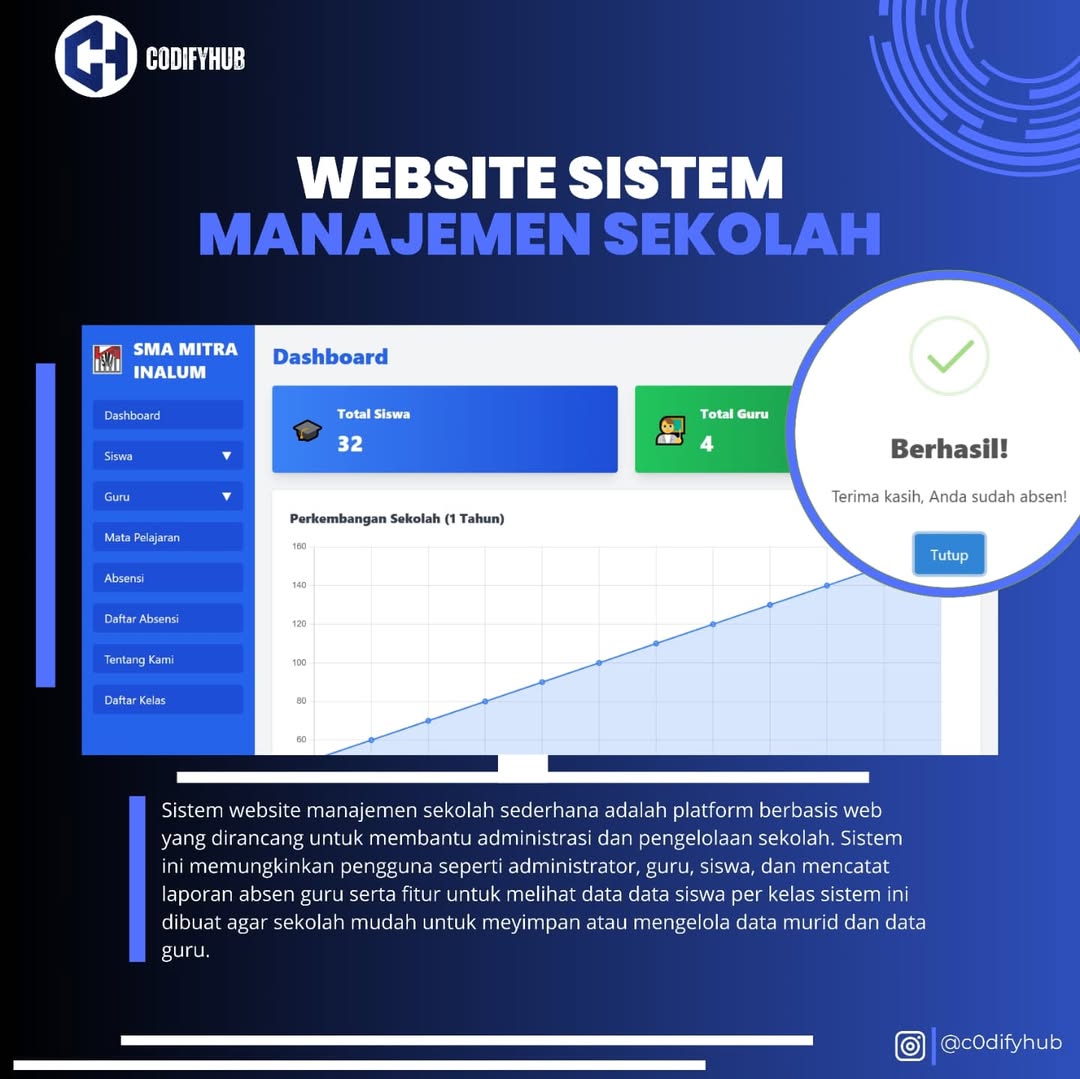 CODIFYHUB
WEBSITE SISTEM
MANAJEMEN SEKOLAH
SMA MITRA
INALUM
Dashboard
Siswa
Guru
Mata Pelajaran
Absensi
Daftar Absensi
Tentang Kami
Daftar Kelas
Dashboard
Total Siswa
32
Total Guru
4
Perkembangan Sekolah (1 Tahun)
160
140
120
100
80
60
Berhasil!
Terima kasih, Anda sudah absen!
Tutup
Sistem website manajemen sekolah sederhana adalah platform berbasis web
yang dirancang untuk membantu administrasi dan pengelolaan sekolah. Sistem
ini memungkinkan pengguna seperti administrator, guru, siswa, dan mencatat
laporan absen guru serta fitur untuk melihat data data siswa per kelas sistem ini
dibuat agar sekolah mudah untuk meyimpan atau mengelola data murid dan data
guru.
@c0difyhub